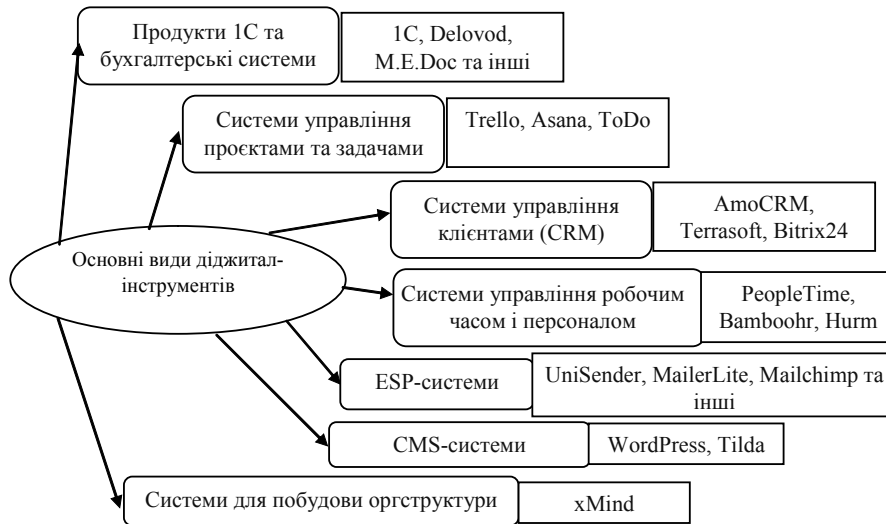 Продукти 1С та
бухгалтерські системи
1С, Delovod,
M.E.Doc та інші
Системи управління
проєктами та задачами
Trello, Asana, ToDo
Системи управління
клієнтами (CRM)
AmoCRM,
Terrasoft, Bitrix24
Основні види діджитал-
інструментів
Системи управління робочим
часом і персоналом
PeopleTime,
Bamboohr, Hurm
ESP-системи
UniSender, MailerLite, Mailchimp та
інші
CMS-системи
WordPress, Tilda
Системи для побудови оргструктури
xMind